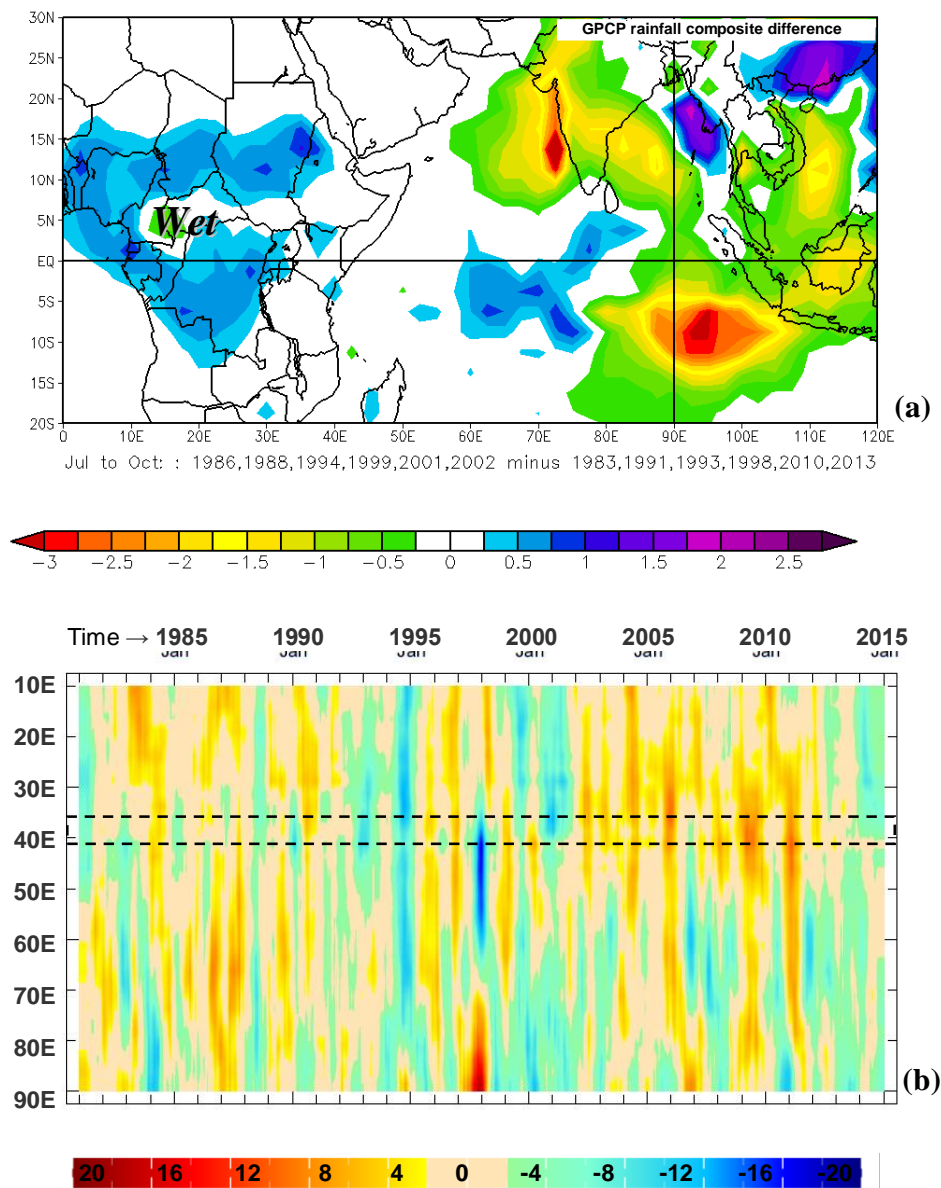 30N
GPCP rainfall composite difference
25N
20N
15N
10N
5N
Wet
EQ
5S
10S
15S
20S
(a)
0 10E 20E 30E 40E 50E 60E 70E 80E 90E 100E 110E 120E
Jul to Oct: : 1986,1988,1994,1999,2001,2002 minus 1983,1991,1993,1998,2010,2013
-3 -2.5 -2 -1.5 -1 -0.5 0 0.5 1 1.5 2 2.5
Time → 1985 1990 1995 2000 2005 2010 2015
Jan Jan Jan Jan Jan Jan Jan
10E
20E
30E
40E
50E
60E
70E
80E
90E
(b)
20 16 12 8 4 0 -4 -8 -12 -16 -20